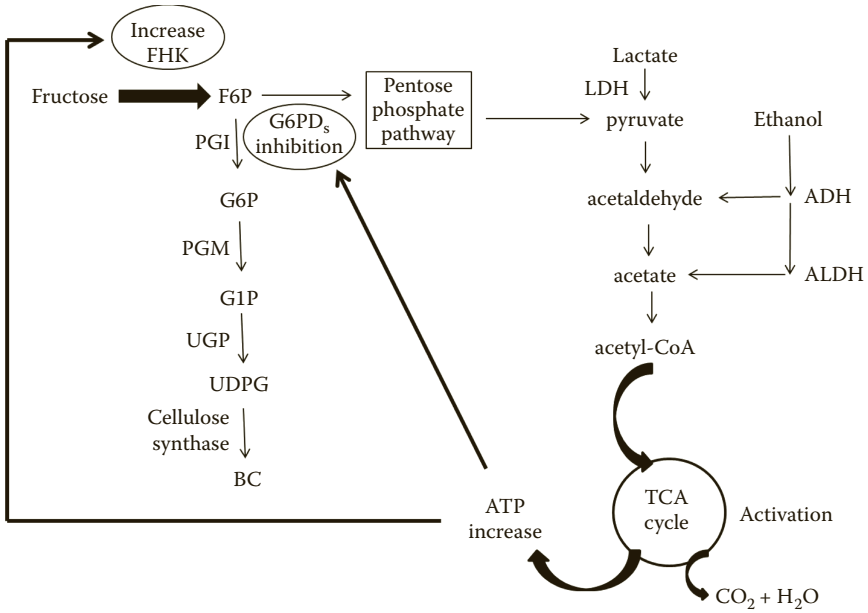 Increase
FHK
Fructose
F6P
G6PDs
inhibition
Pentose
phosphate
pathway
PGI
G6P
PGM
G1P
UGP
UDPG
Cellulose
synthase
BC
Lactate
LDH
pyruvate
Ethanol
acetaldehyde
ADH
acetate
ALDH
acetyl-CoA
TCA
cycle
Activation
ATP
increase
CO2 + H2O